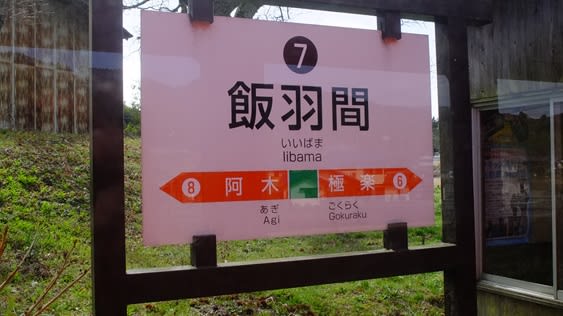 7
飯羽間
いいばま
Iibama
8 阿木 極楽 6
あぎ ごくらく
Agi Gokuraku